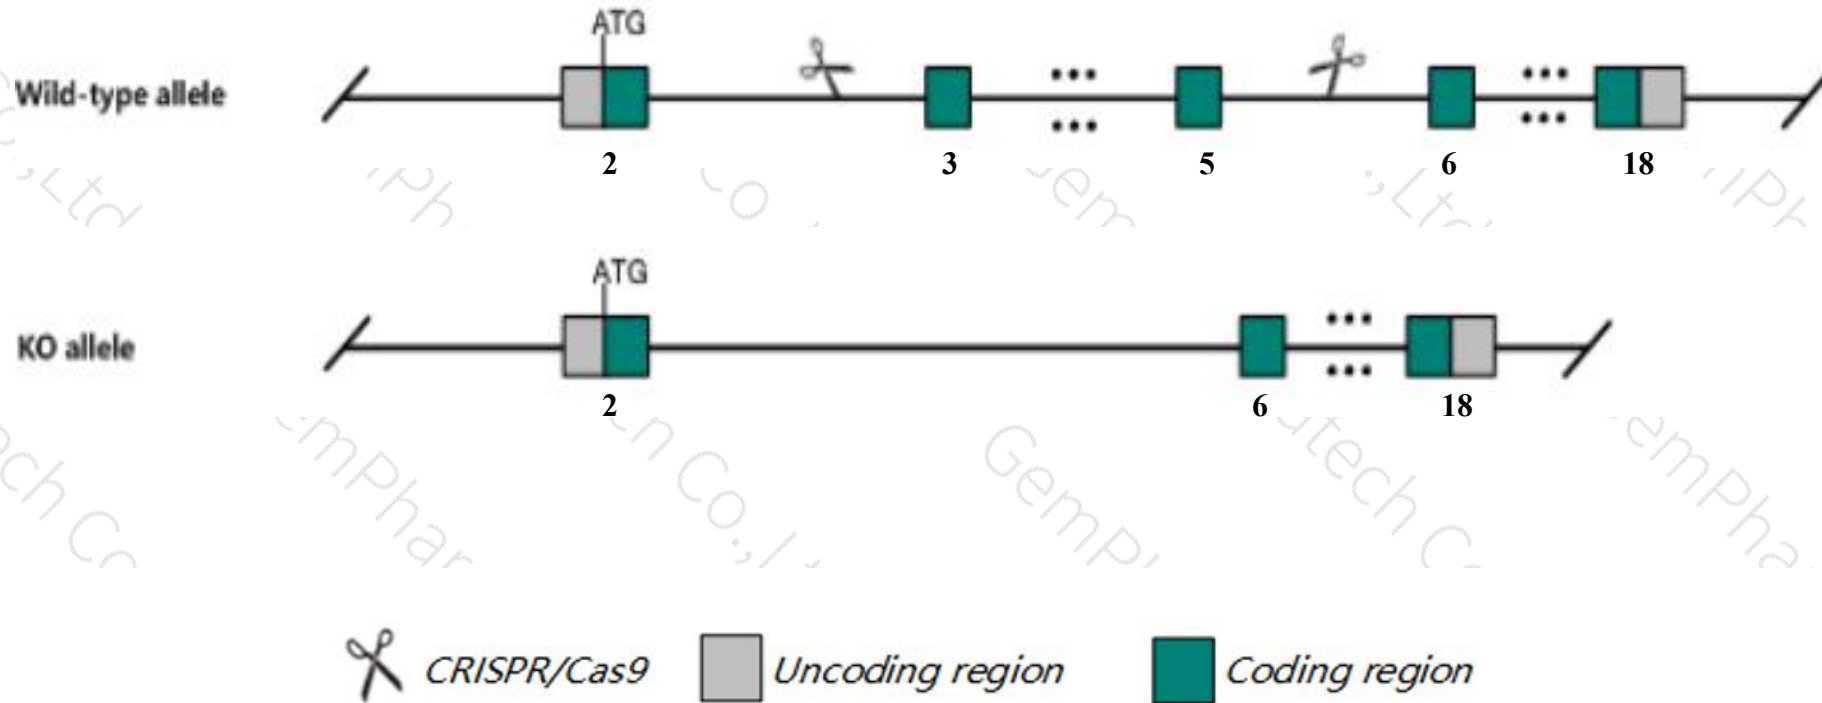 ATG
Wild-type allele
2 3 5 6 18
ATG
KO allele
2 6 18
GemPh
CRISPR/Cas9 Uncoding region Coding region